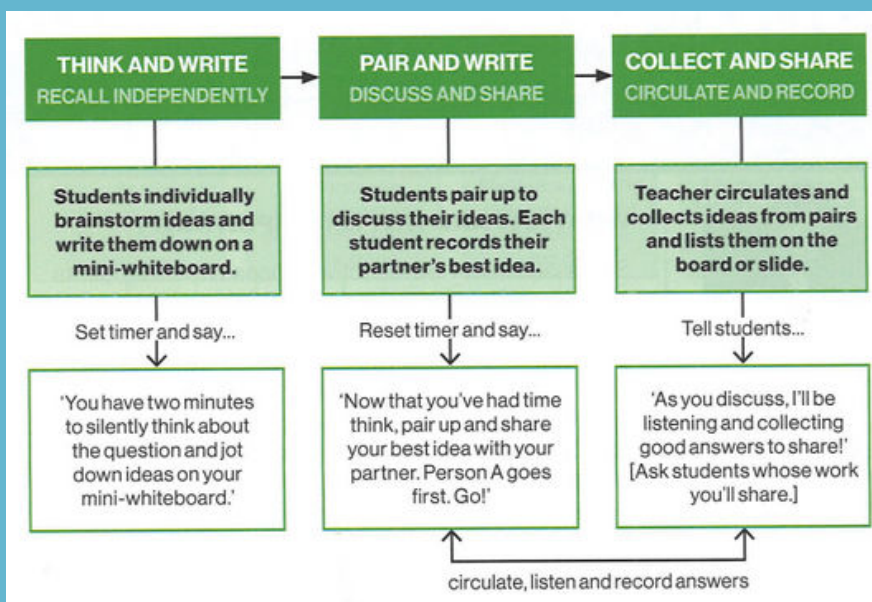 THINK AND WRITE
RECALL INDEPENDENTLY
PAIR AND WRITE
DISCUSS AND SHARE
COLLECT AND SHARE
CIRCULATE AND RECORD
Students individually
brainstorm ideas and
write them down on a
mini-whiteboard.
Students pair up to
discuss their ideas. Each
student records their
partner's best idea.
Teacher circulates and
collects ideas from pairs
and lists them on the
board or slide.
Set timer and say...
Reset timer and say...
Tell students...
'You have two minutes
to silently think about
the question and jot
down ideas on your
mini-whiteboard.'
'Now that you've had time
think, pair up and share
your best idea with your
partner. Person A goes
first. Go!'
'As you discuss, I'll be
listening and collecting
good answers to share!'
[Ask students whose work
you'll share.]
circulate, listen and record answers